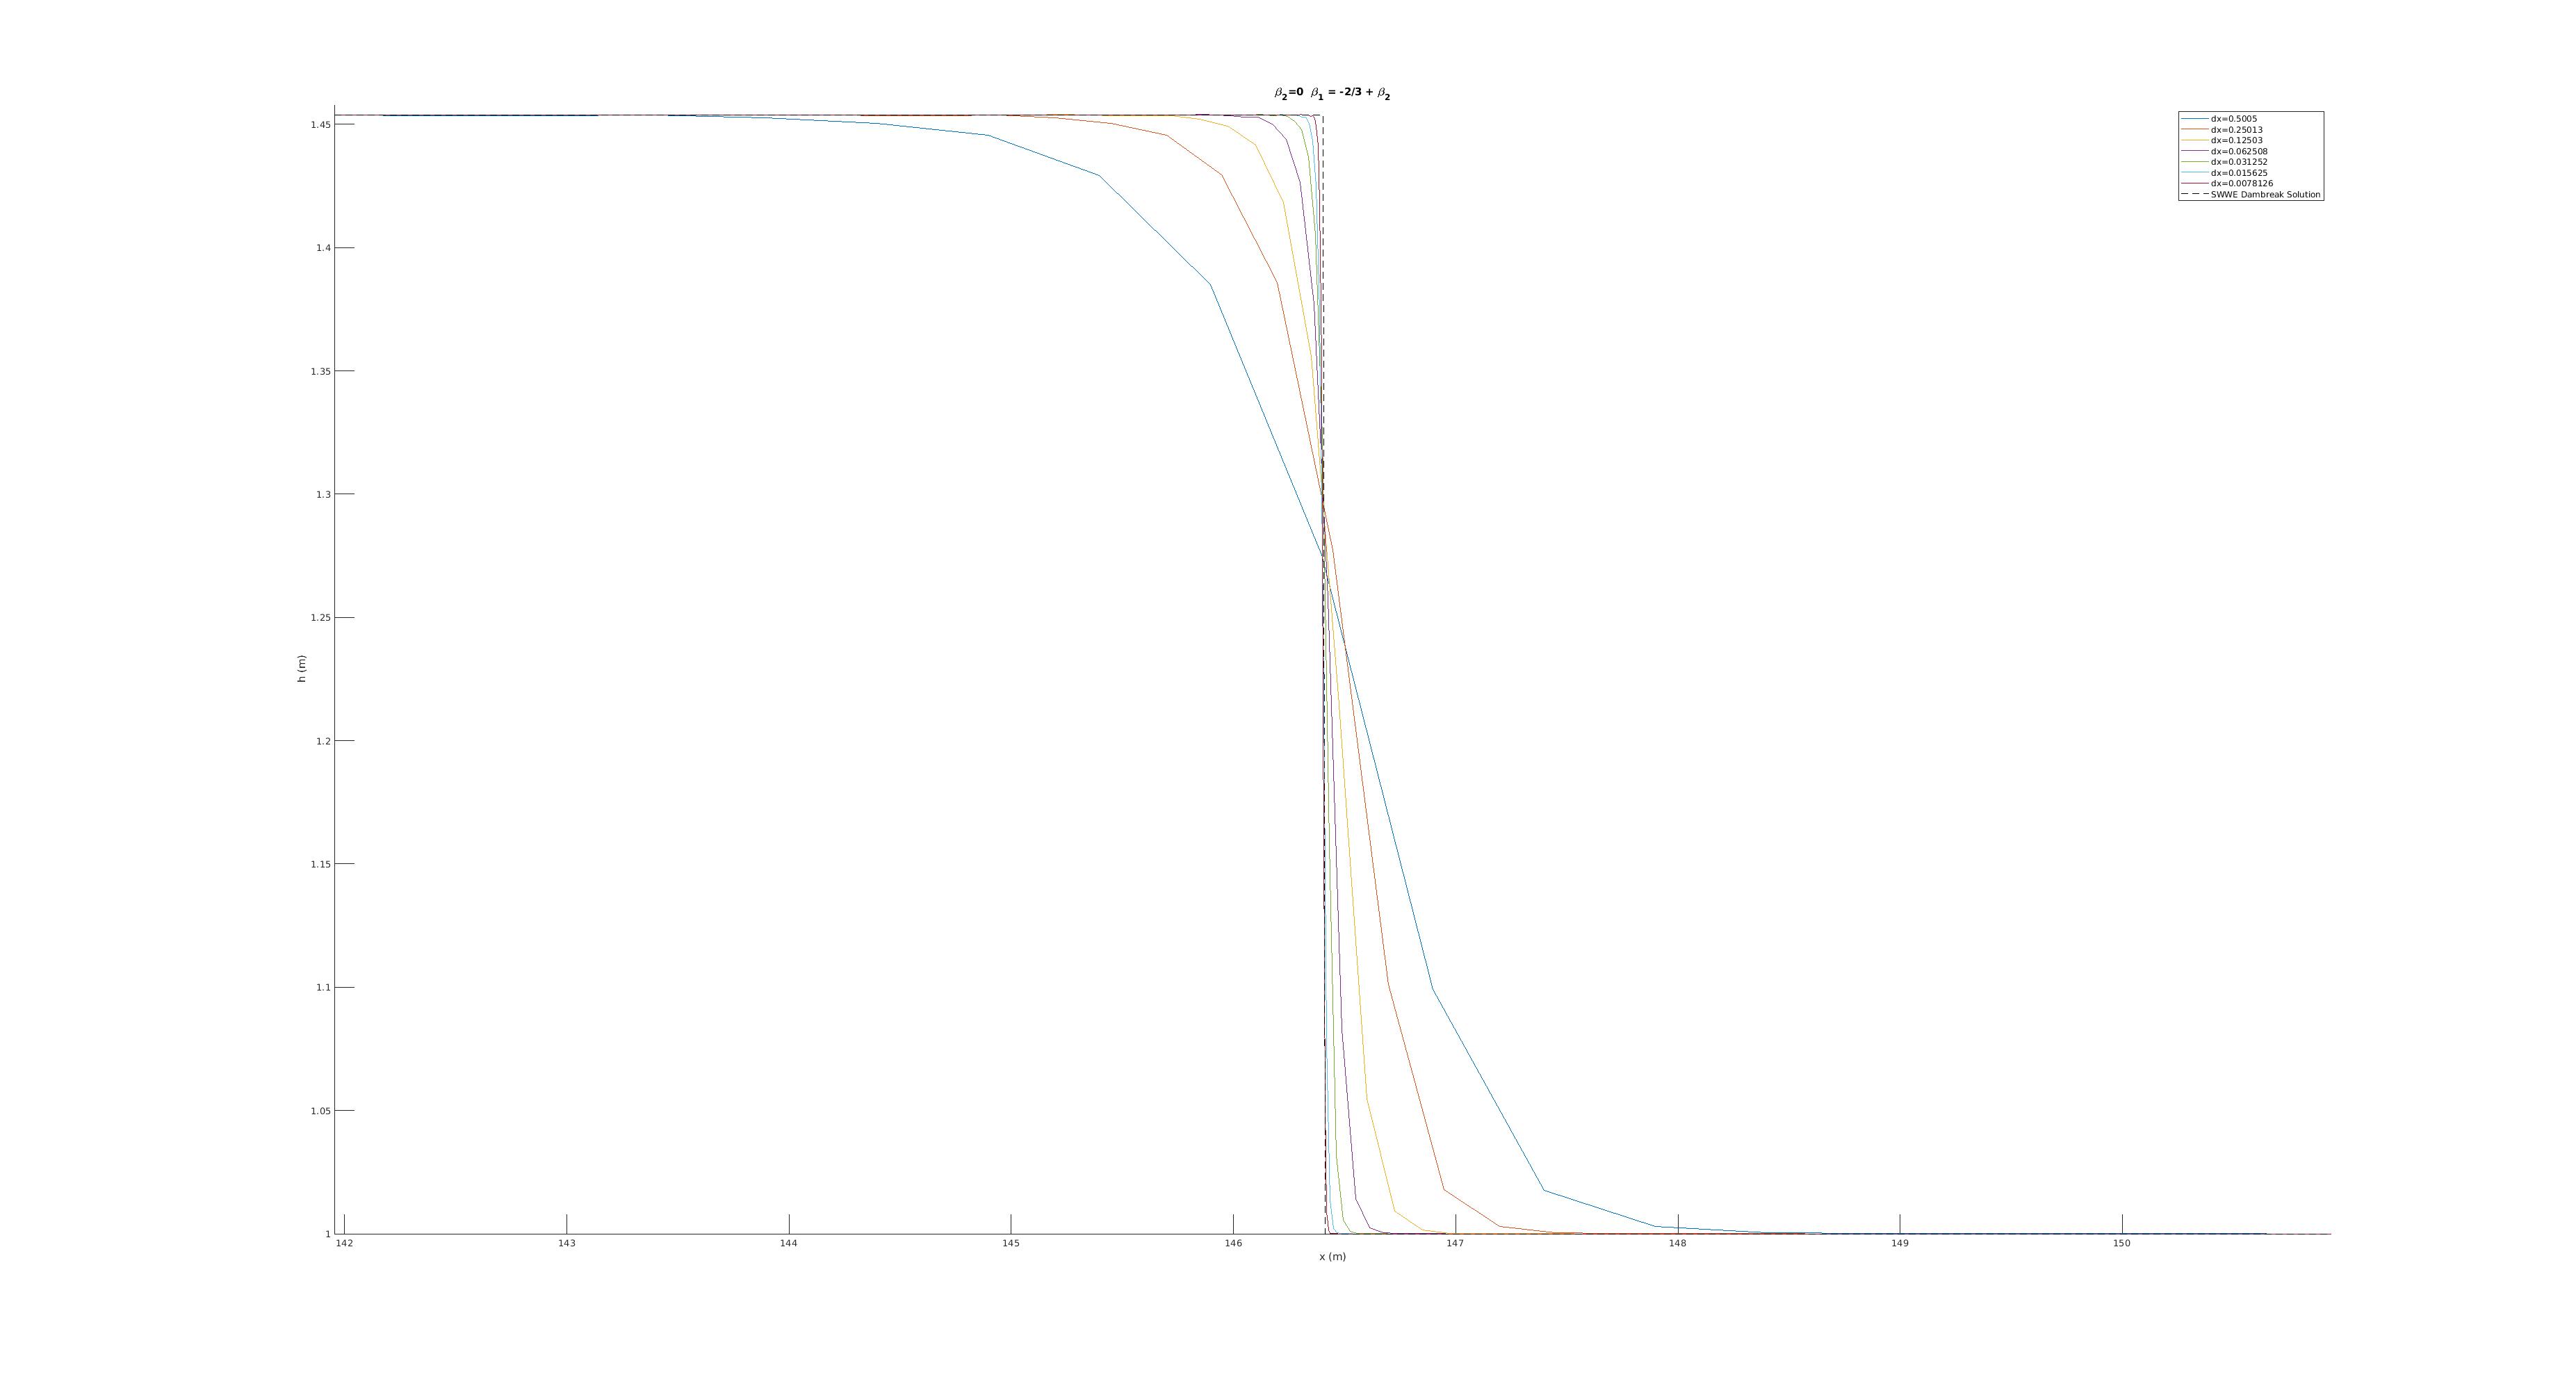 β₂=0 β₁ = -2/3 + β₂
dx=0.5005
dx=0.25013
dx=0.12503
dx=0.062508
dx=0.031252
dx=0.015625
dx=0.0078126
SWWE Dambreak Solution
1.45
1.4
1.35
1.3
1.25
1.2
1.15
1.1
1.05
1
h (m)
142 143 144 145 146 147 148 149 150
x (m)